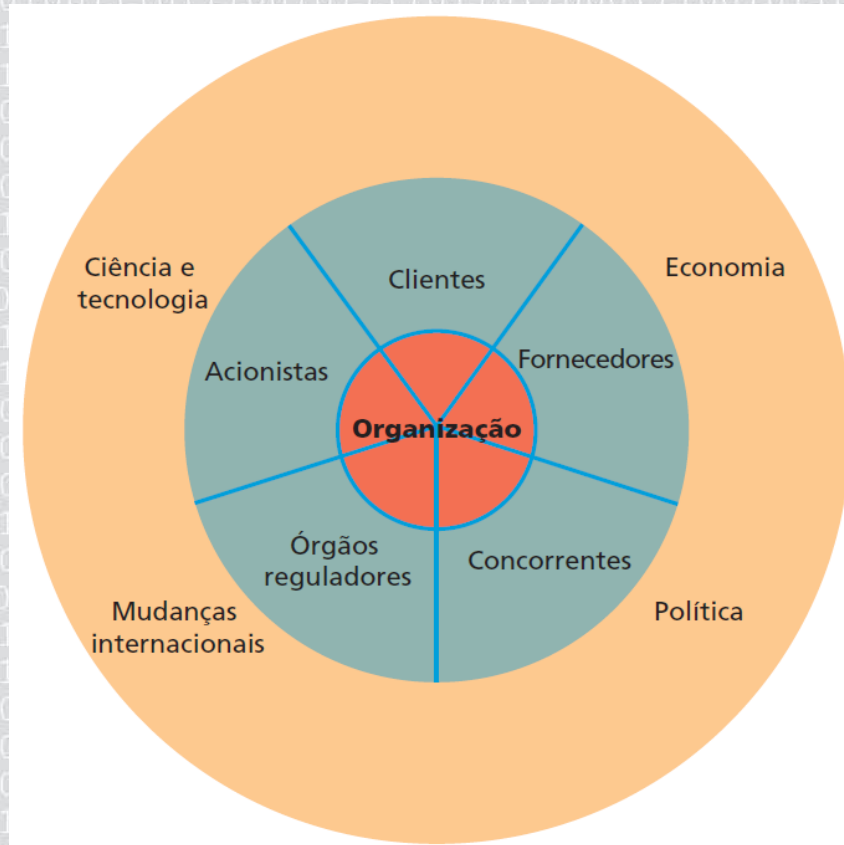 Clientes
Ciência e
tecnologia
Economia
Acionistas
Fornecedores
Organização
Órgãos
reguladores
Concorrentes
Mudanças
internacionais
Política